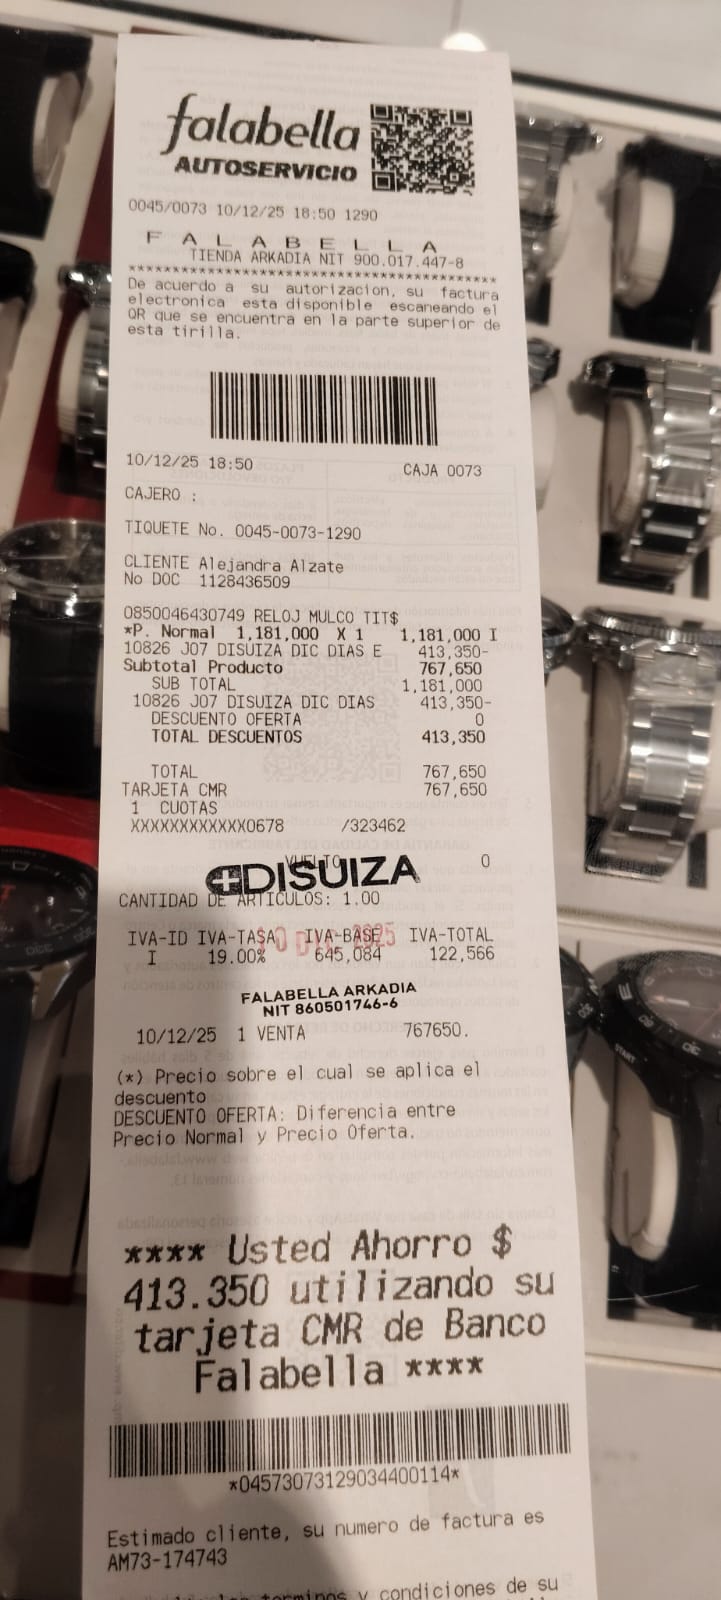 falabella
AUTOSERVICIO
0045/0073 10/12/25 18:50 1290
F A L A B E L L A
TIENDA ARKADIA NIT 900.017.447-8
********************************************
De acuerdo a su autorizacion, su factura
electronica esta disponible escaneando el
QR que se encuentra en la parte superior de
esta tirilla.
10/12/25 18:50 CAJA 0073
CAJERO :
TIQUETE No. 0045-0073-1290
CLIENTE Alejandra Alzate
No DOC 1128436509
0850046430749 RELOJ MULCO TIT$
*P. Normal 1,181,000 X 1 1,181,000 I
10826 J07 DISUIZA DIC DIAS E 413,350-
Subtotal Producto 767,650
SUB TOTAL 1,181,000
10826 J07 DISUIZA DIC DIAS 413,350-
DESCUENTO OFERTA 0
TOTAL DESCUENTOS 413,350
TOTAL 767,650
TARJETA CMR 767,650
1 CUOTAS
XXXXXXXXXXXX0678 /323462
VUELTO 0
DISUIZA
CANTIDAD DE ARTICULOS: 1.00
IVA-ID IVA-TASA IVA-BASE IVA-TOTAL
10 DIC 2025
I 19.00% 645,084 122,566
FALABELLA ARKADIA
NIT 860501746-6
10/12/25 1 VENTA 767650.
(*) Precio sobre el cual se aplica el
descuento
DESCUENTO OFERTA: Diferencia entre
Precio Normal y Precio Oferta.
**** Usted Ahorro $
413.350 utilizando su
tarjeta CMR de Banco
Falabella ****
*04573073129034400114*
Estimado cliente, su numero de factura es
AM73-174743
terminos y condiciones de su